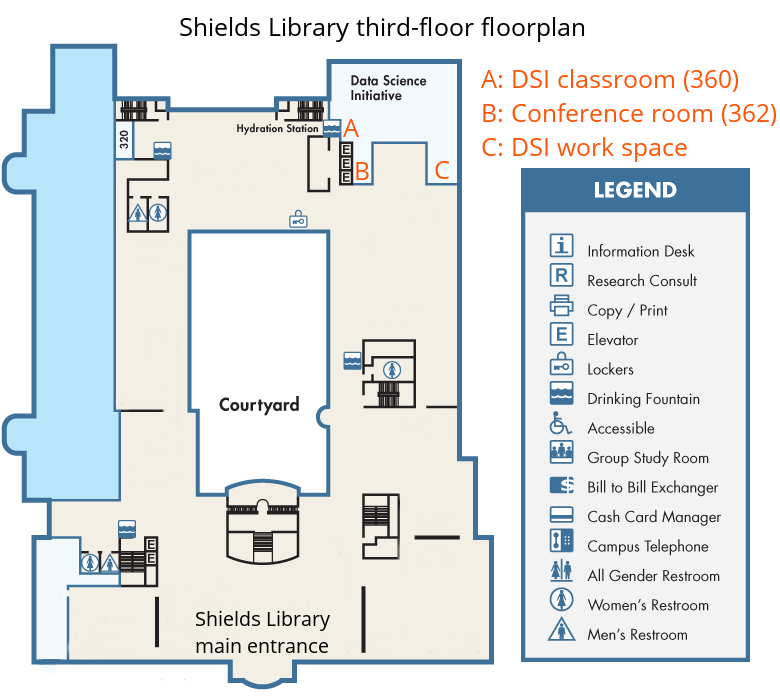 Shields Library third-floor floorplan
Data Science
Initiative
A: DSI classroom (360)
B: Conference room (362)
C: DSI work space
320
Hydration Station
A
E
E
E
B
C
LEGEND
i Information Desk
R Research Consult
Copy / Print
E Elevator
Lockers
Drinking Fountain
Accessible
Group Study Room
$ Bill to Bill Exchanger
Cash Card Manager
Campus Telephone
All Gender Restroom
Women's Restroom
Men's Restroom
Courtyard
E
E
Shields Library
main entrance